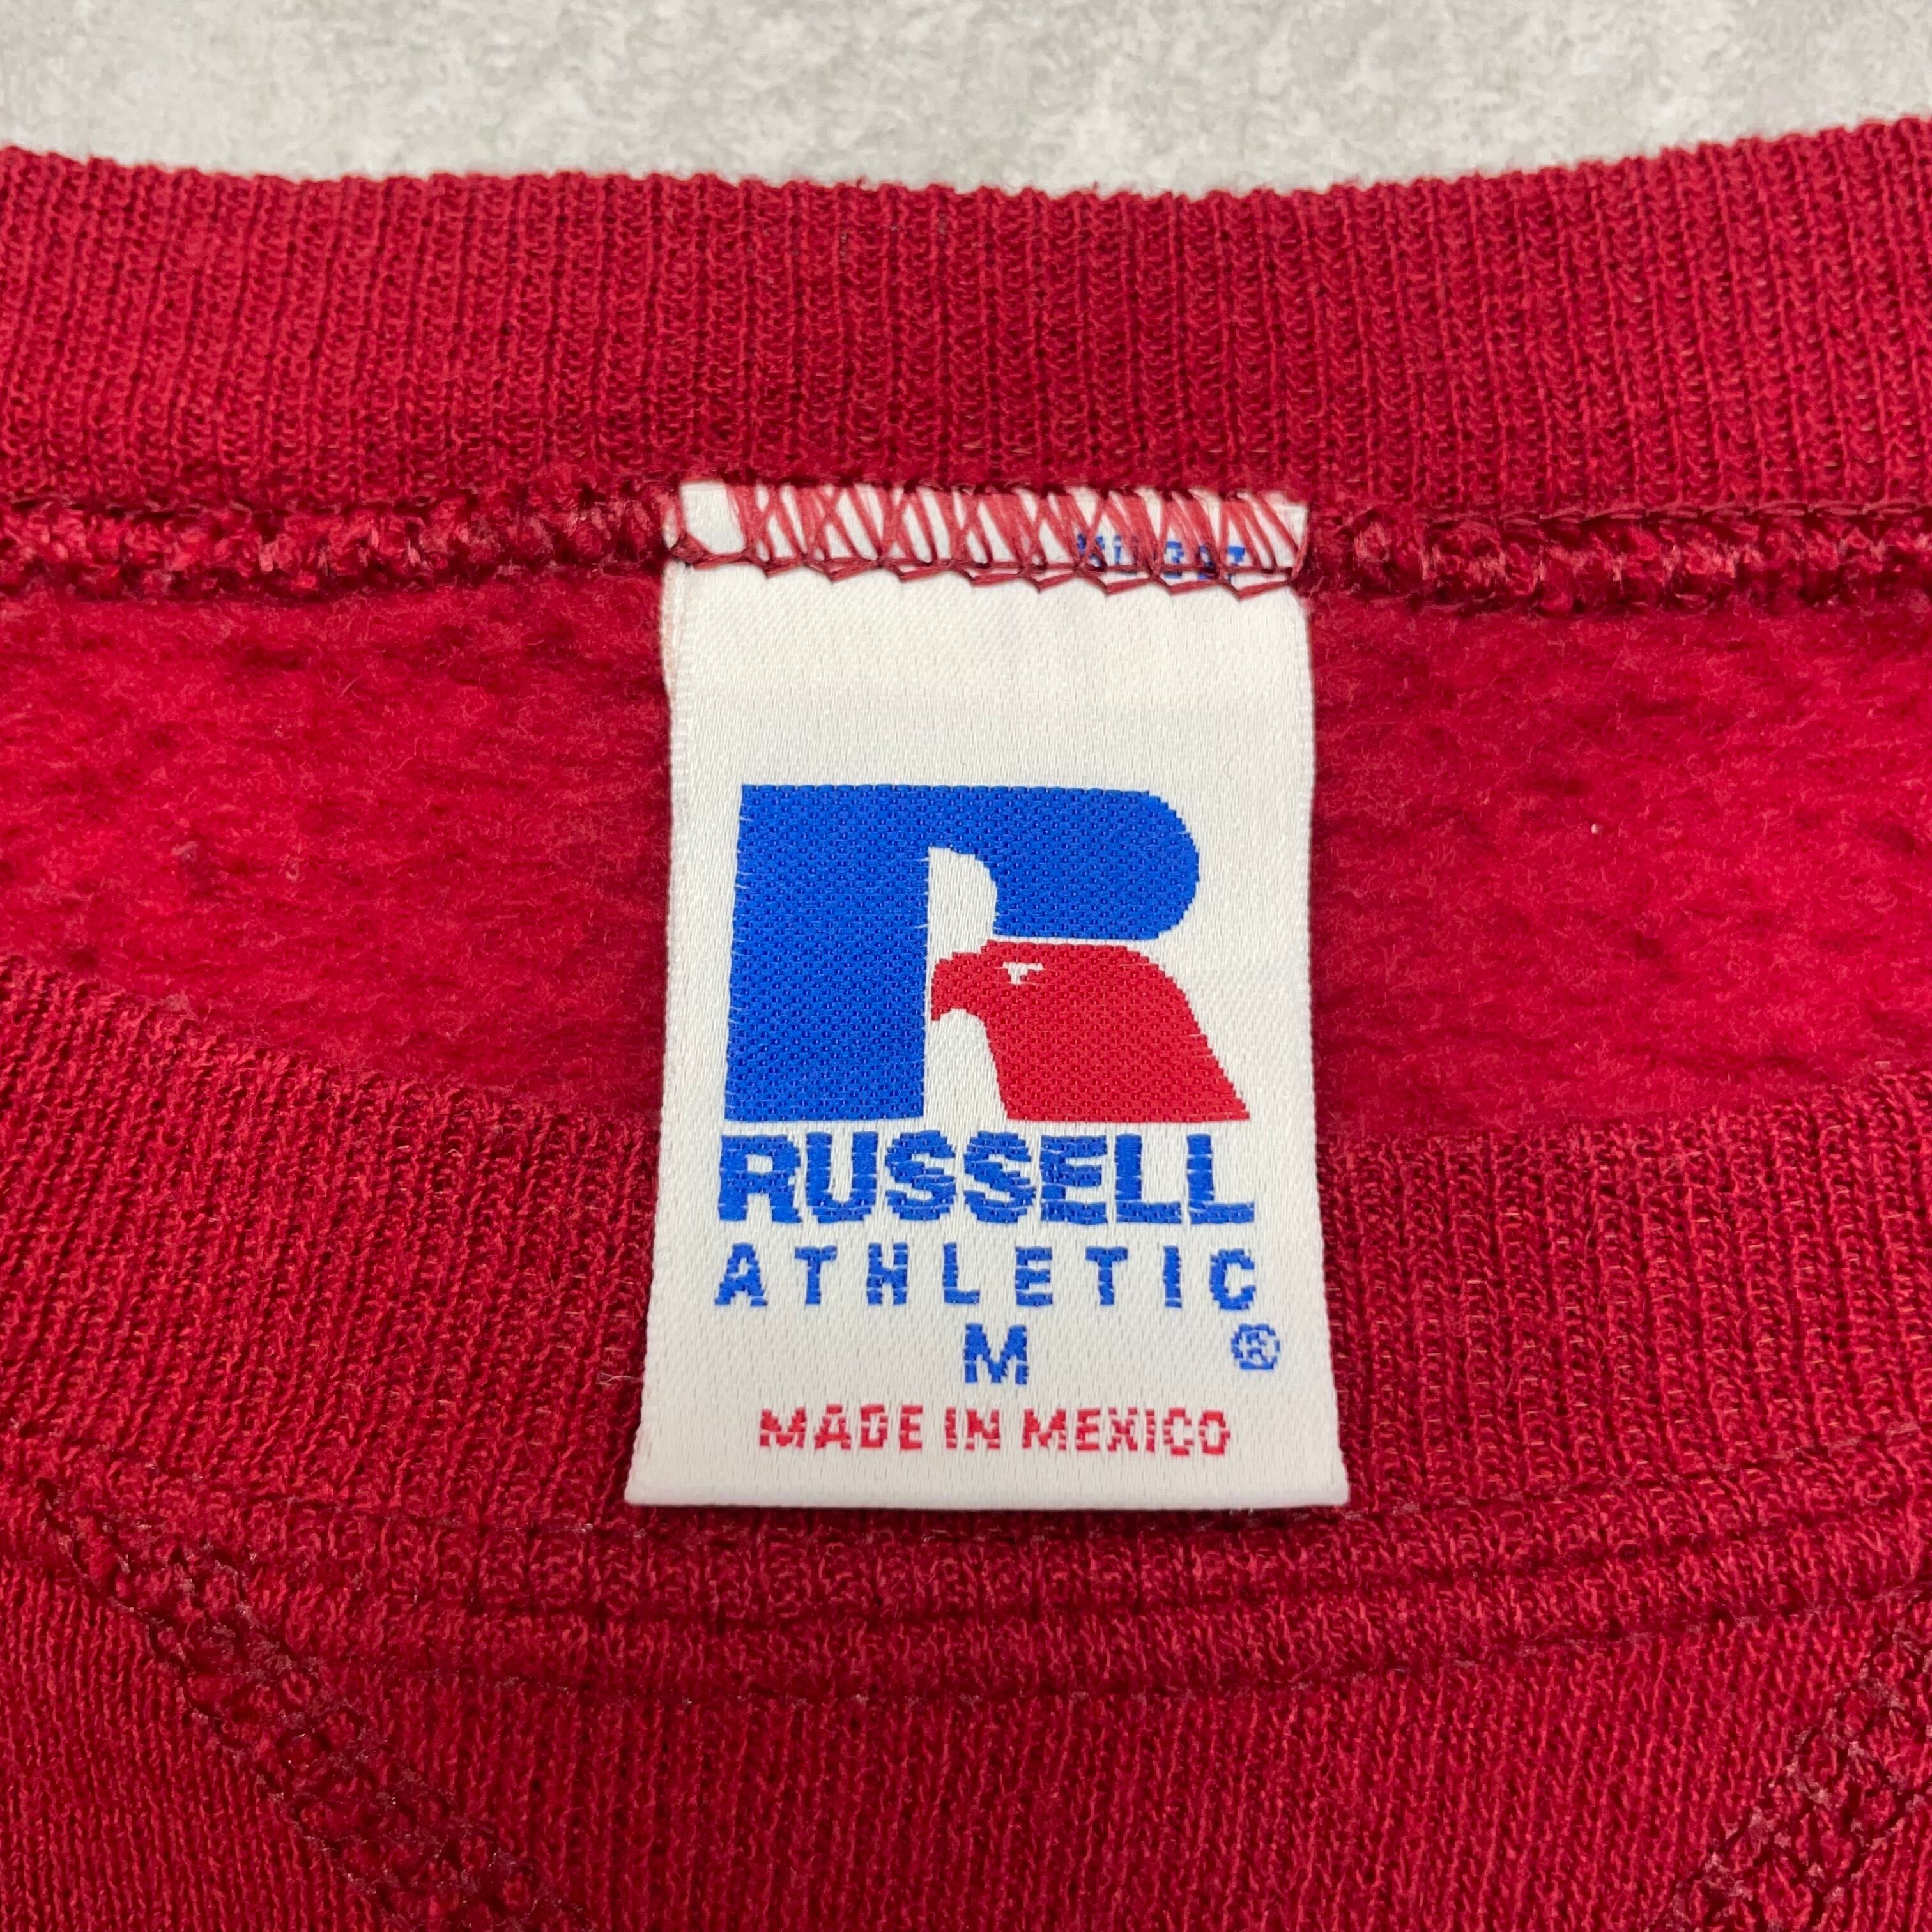 RUSSELL
ATHLETIC
M ®
MADE IN MEXICO